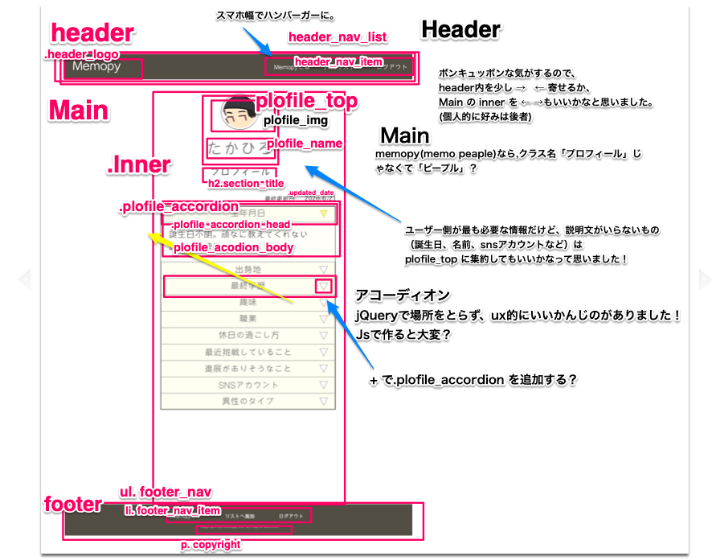 スマホ幅でハンバーガーに。
header
header_nav_list
Header
.header_logo
Memopy
header_nav_item
ログアウト
ボンキュッボンな気がするので、
header内を少し → ← 寄せるか、
Main の inner を ← → もいいかなと思いました。
(個人的に好みは後者)
Main
plofile_top
plofile_img
たかひろ
plofile_name
Main
memopy(memo peaple)なら,クラス名「プロフィール」じ
ゃなくて「ピープル」？
.Inner
プロフィール
h2.section-title
.updated_date
.plofile_accordion
生年月日
.plofile-accordion-head
誕生日不明。頑なに教えてくれない
plofile_acodion_body
ユーザー側が最も必要な情報だけど、説明文がいらないもの
（誕生日、名前、snsアカウントなど）は
plofile_top に集約してもいいかなって思いました！
出身地
最終学歴
趣味
職業
休日の過ごし方
最近挑戦していること
進展がありそうなこと
SNSアカウント
異性のタイプ
アコーディオン
jQueryで場所をとらず、ux的にいいかんじのがありました！
Jsで作ると大変？
+ で.plofile_accordion を追加する？
footer
ul. footer_nav
li. footer_nav_item
リストへ追加
ログアウト
p. copyright